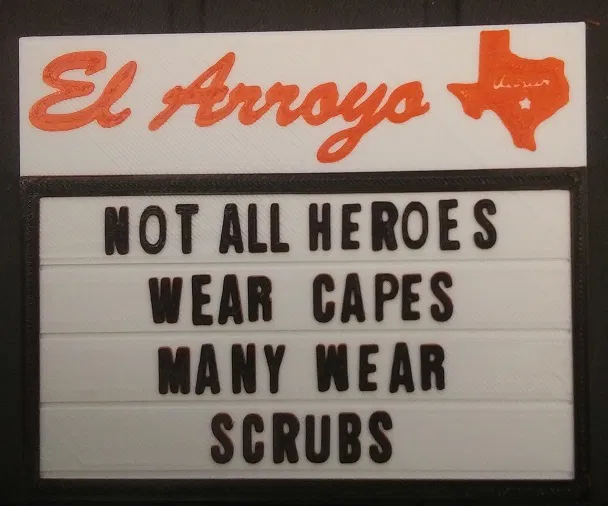 El Arroyo
NOT ALL HEROES
WEAR CAPES
MANY WEAR
SCRUBS